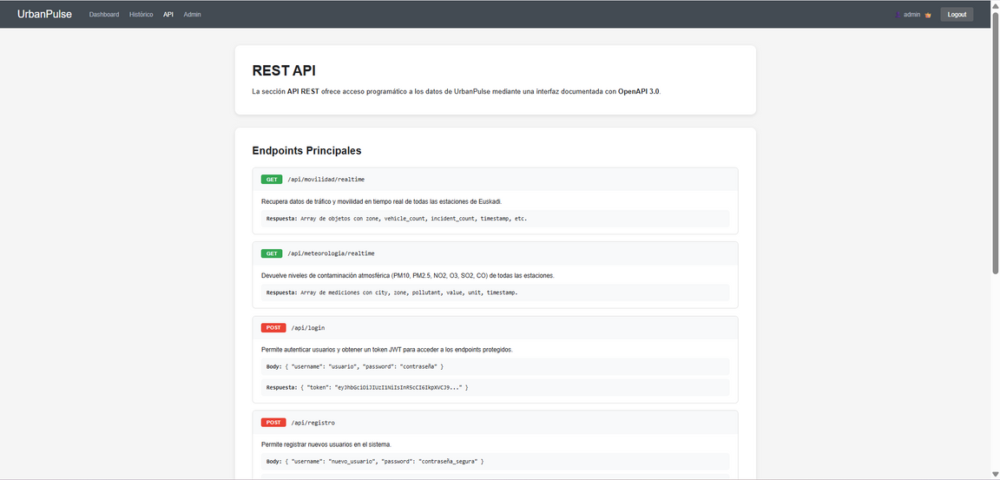 UrbanPulse
Dashboard
Histórico
API
Admin
admin
Logout
REST API
La sección API REST ofrece acceso programático a los datos de UrbanPulse mediante una interfaz documentada con OpenAPI 3.0.
Endpoints Principales
GET /api/movilidad/realtime
Recupera datos de tráfico y movilidad en tiempo real de todas las estaciones de Euskadi.
Respuesta: Array de objetos con zone, vehicle_count, incident_count, timestamp, etc.
GET /api/meteorologia/realtime
Devuelve niveles de contaminación atmosférica (PM10, PM2.5, NO2, O3, SO2, CO) de todas las estaciones.
Respuesta: Array de mediciones con city, zone, pollutant, value, unit, timestamp.
POST /api/login
Permite autenticar usuarios y obtener un token JWT para acceder a los endpoints protegidos.
Body: { "username": "usuario", "password": "contraseña" }
Respuesta: { "token": "eyJhbGciOiJIUzI1NiIsInR5cCI6IkpXVCJ9..." }
POST /api/registro
Permite registrar nuevos usuarios en el sistema.
Body: { "username": "nuevo_usuario", "password": "contraseña_segura" }